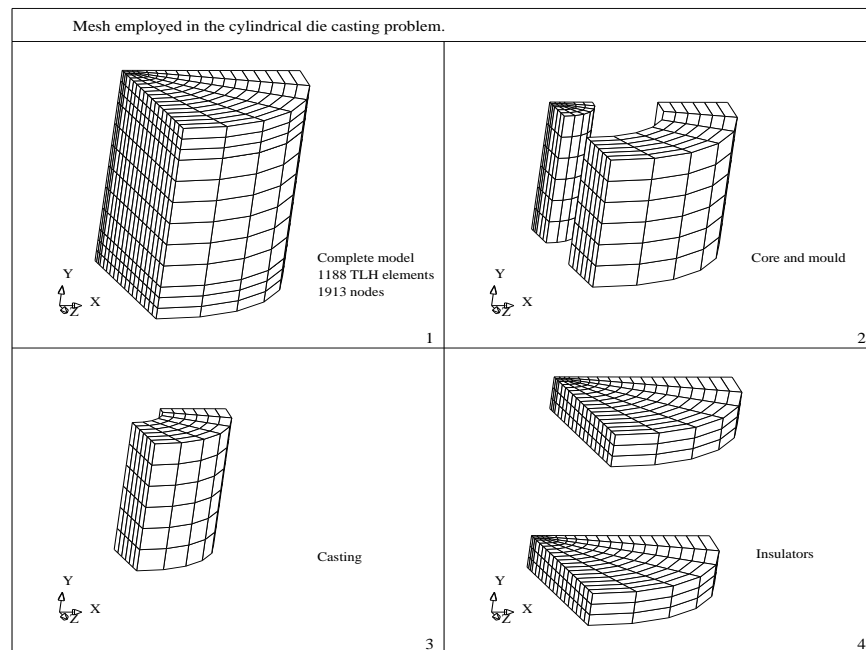 Mesh employed in the cylindrical die casting problem.
Complete model
1188 TLH elements
1913 nodes
Y
X
Z
1
Core and mould
Y
X
Z
2
Casting
Y
X
Z
3
Insulators
Y
X
Z
4